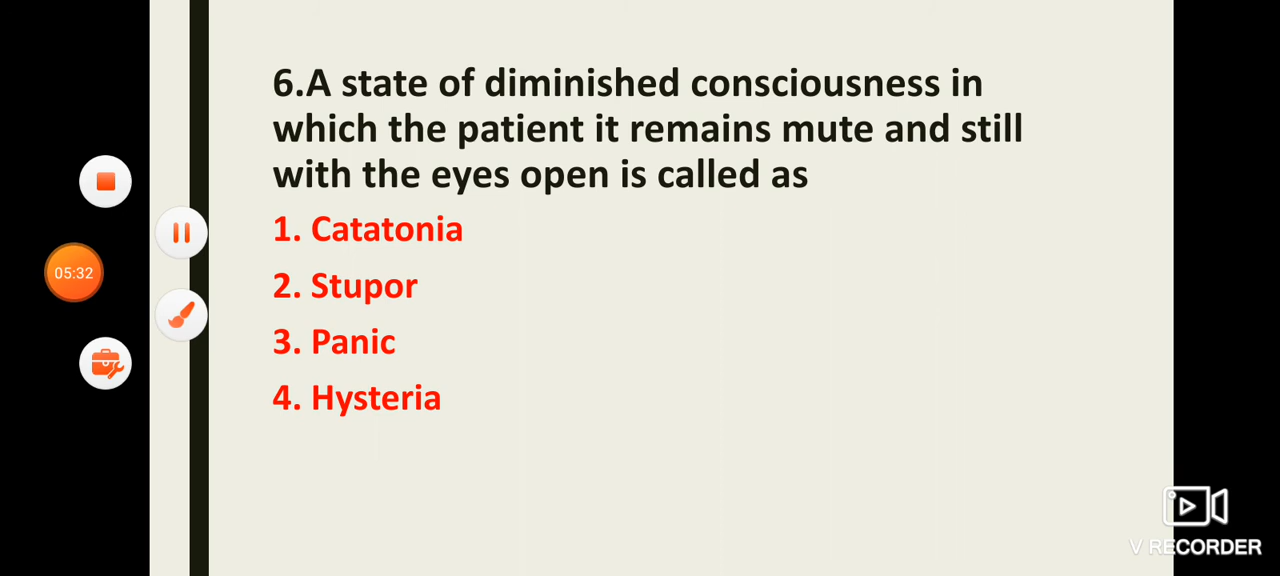 6.A state of diminished consciousness in
which the patient it remains mute and still
with the eyes open is called as
1. Catatonia
2. Stupor
3. Panic
4. Hysteria
05:32
V RECORDER